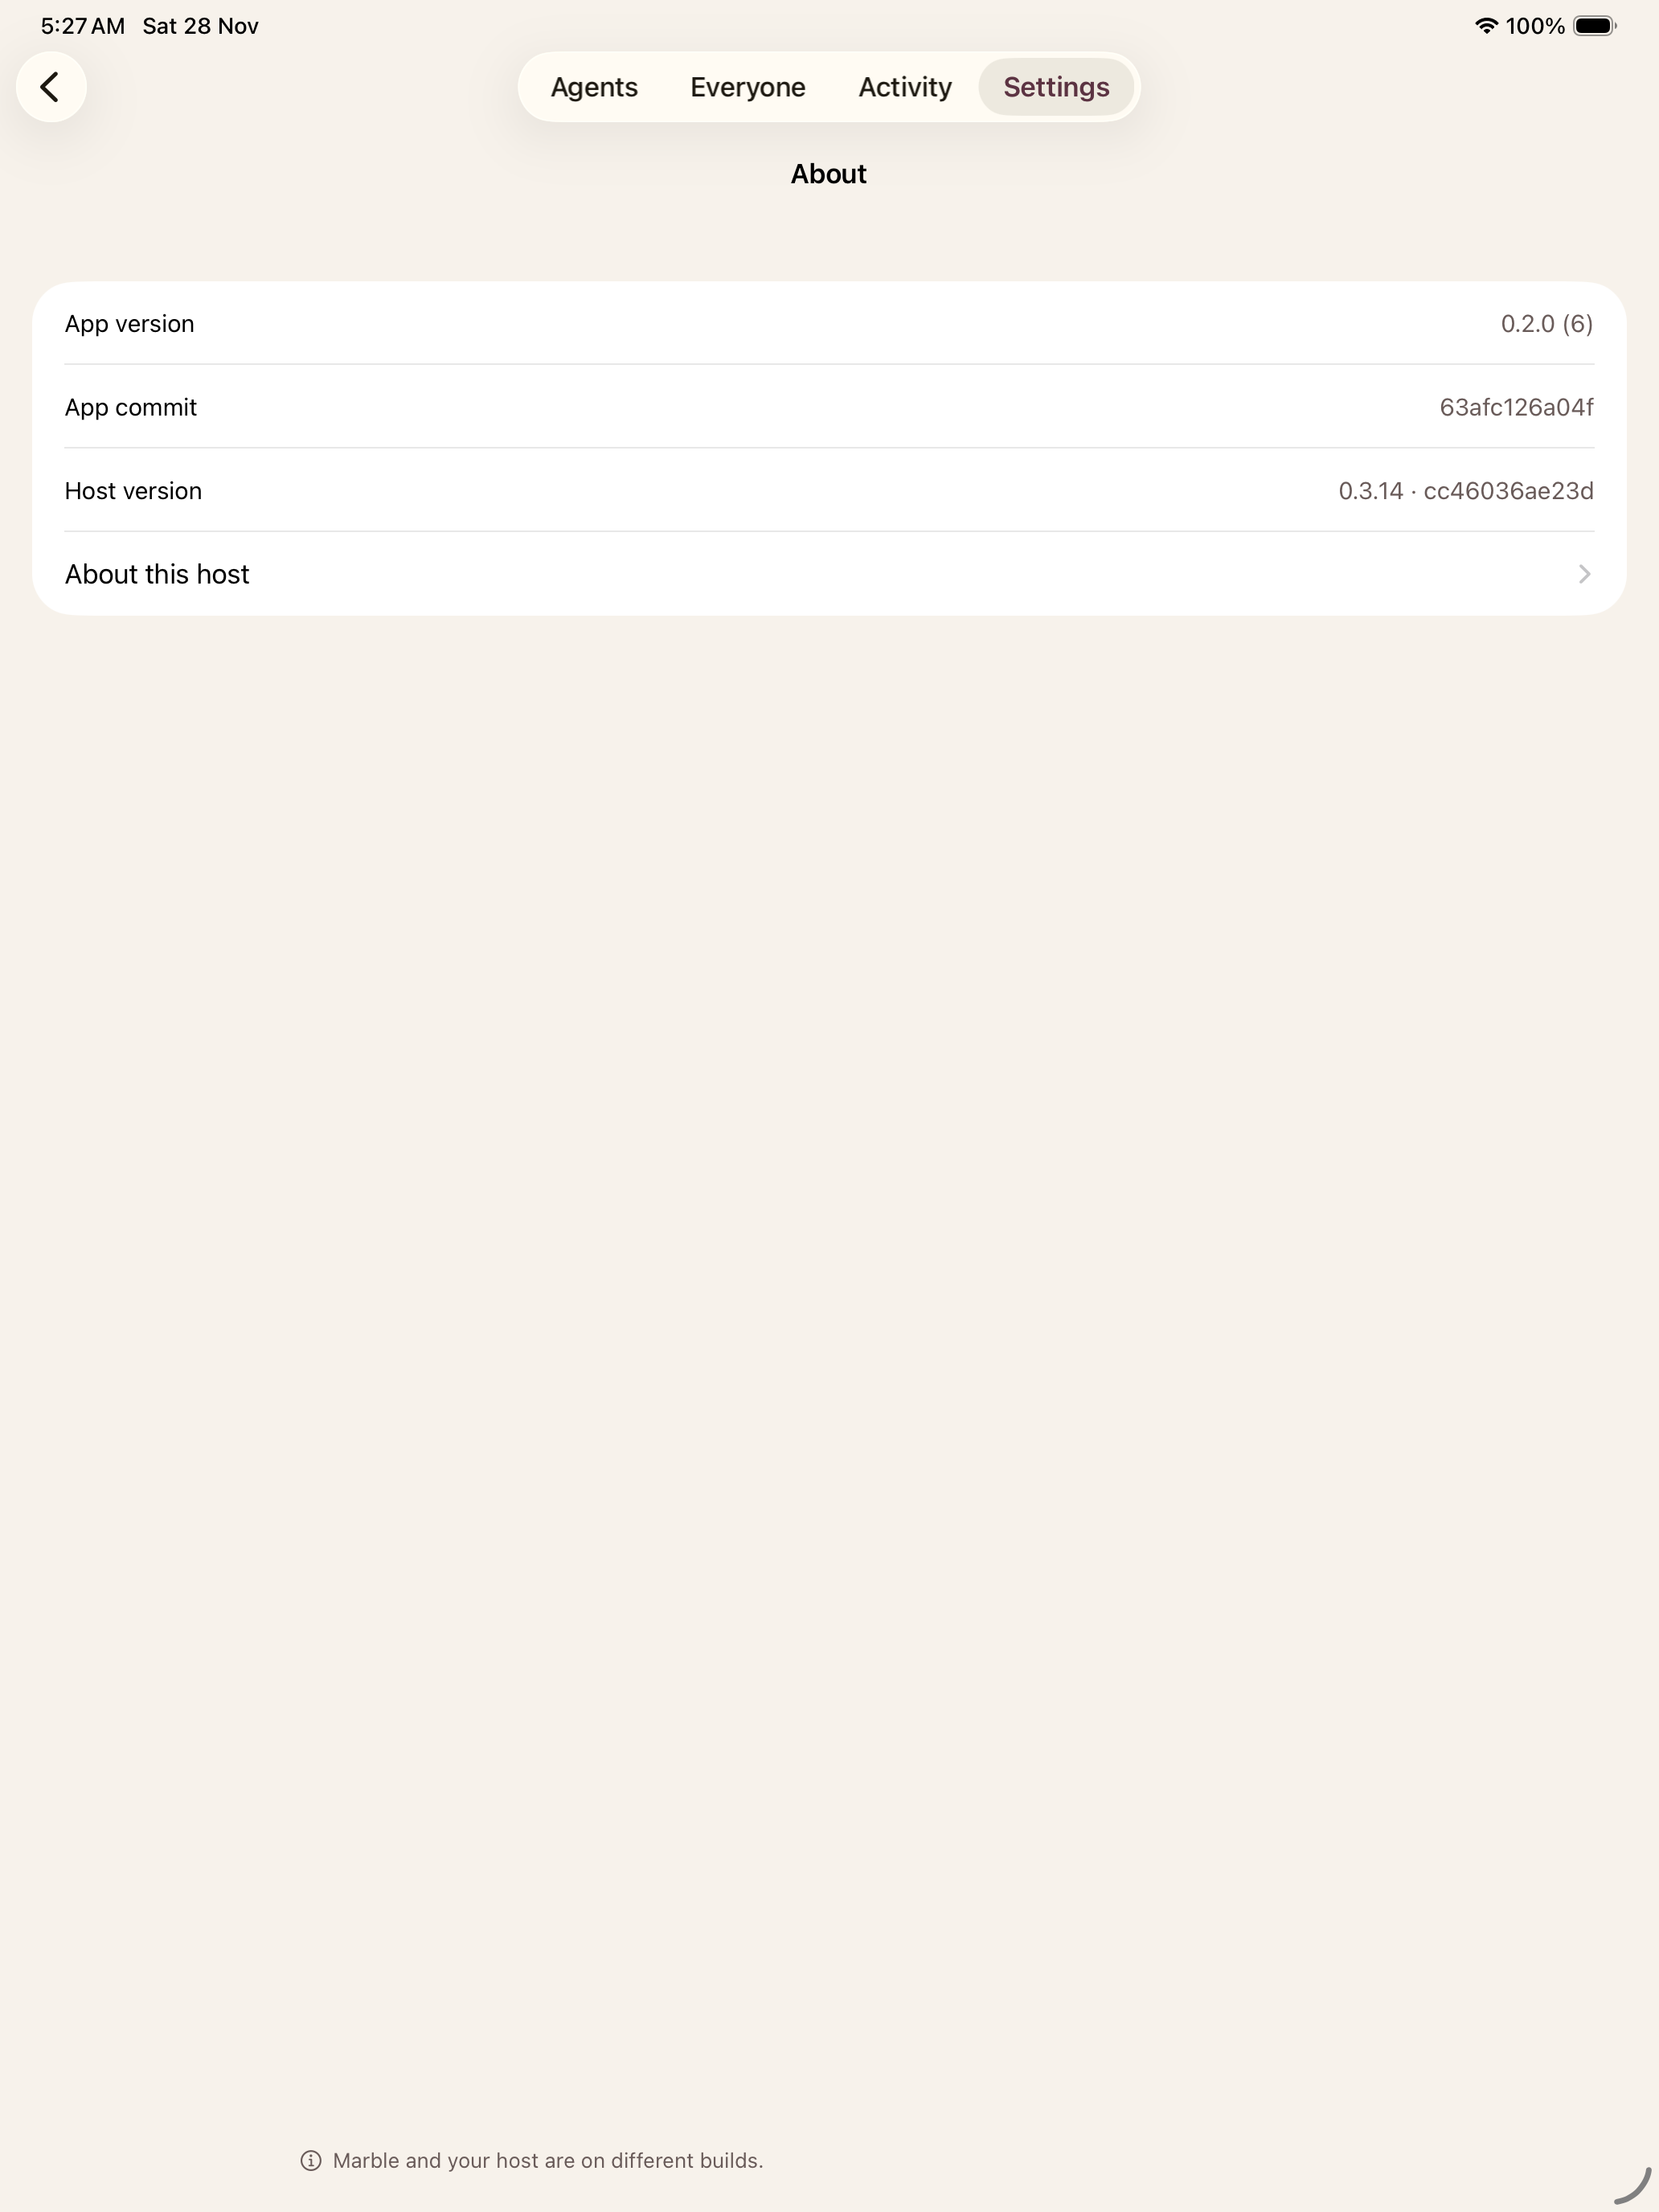 5:27 AM Sat 28 Nov 100%
Agents Everyone Activity Settings
About
App version 0.2.0 (6)
App commit 63afc126a04f
Host version 0.3.14 · cc46036ae23d
About this host
Marble and your host are on different builds.